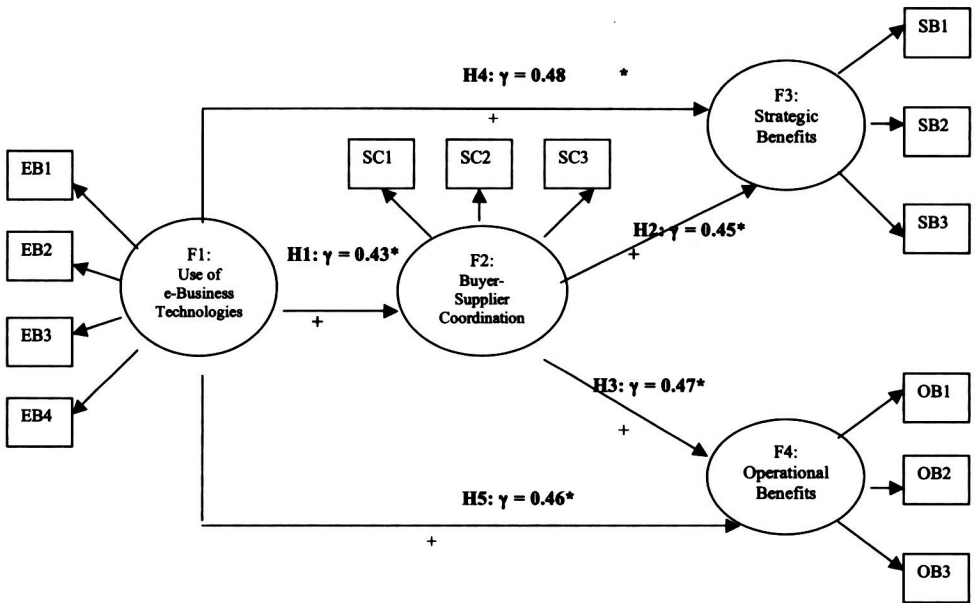 SB1
H4: γ = 0.48 *
+
F3:
Strategic
Benefits
SB2
SC1
SC2
SC3
EB1
SB3
H2: γ = 0.45*
+
H1: γ = 0.43*
+
EB2
F1:
Use of
e-Business
Technologies
F2:
Buyer-
Supplier
Coordination
EB3
H3: γ = 0.47*
+
EB4
OB1
F4:
Operational
Benefits
OB2
H5: γ = 0.46*
+
OB3